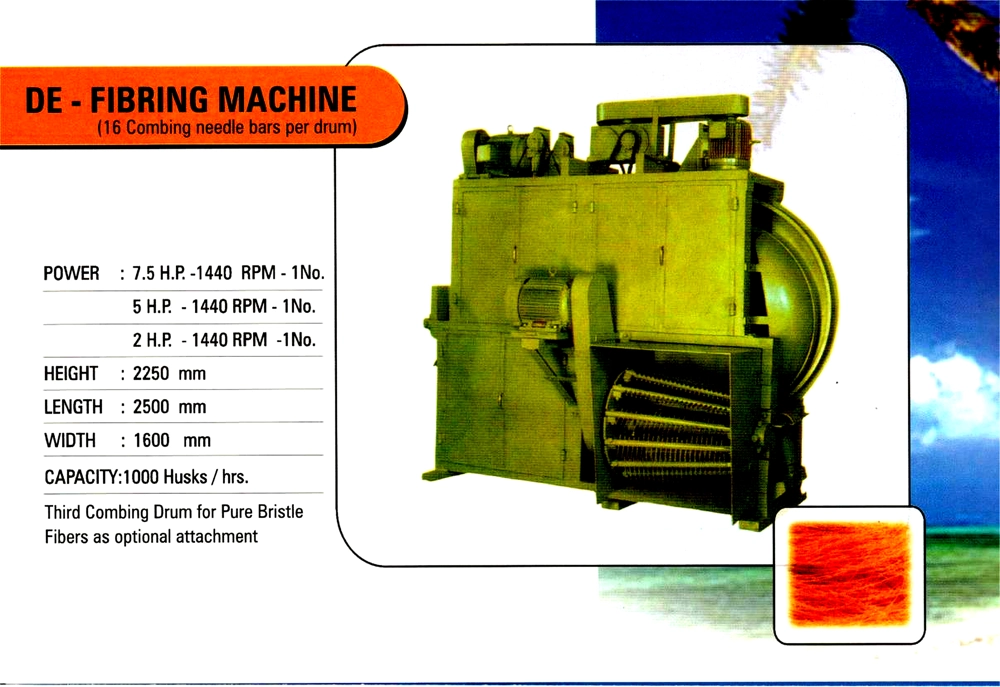 DE - FIBRING MACHINE
(16 Combing needle bars per drum)
POWER : 7.5 H.P. -1440 RPM - 1No.
5 H.P. - 1440 RPM - 1No.
2 H.P. - 1440 RPM -1No.
HEIGHT : 2250 mm
LENGTH : 2500 mm
WIDTH : 1600 mm
CAPACITY:1000 Husks / hrs.
Third Combing Drum for Pure Bristle
Fibers as optional attachment